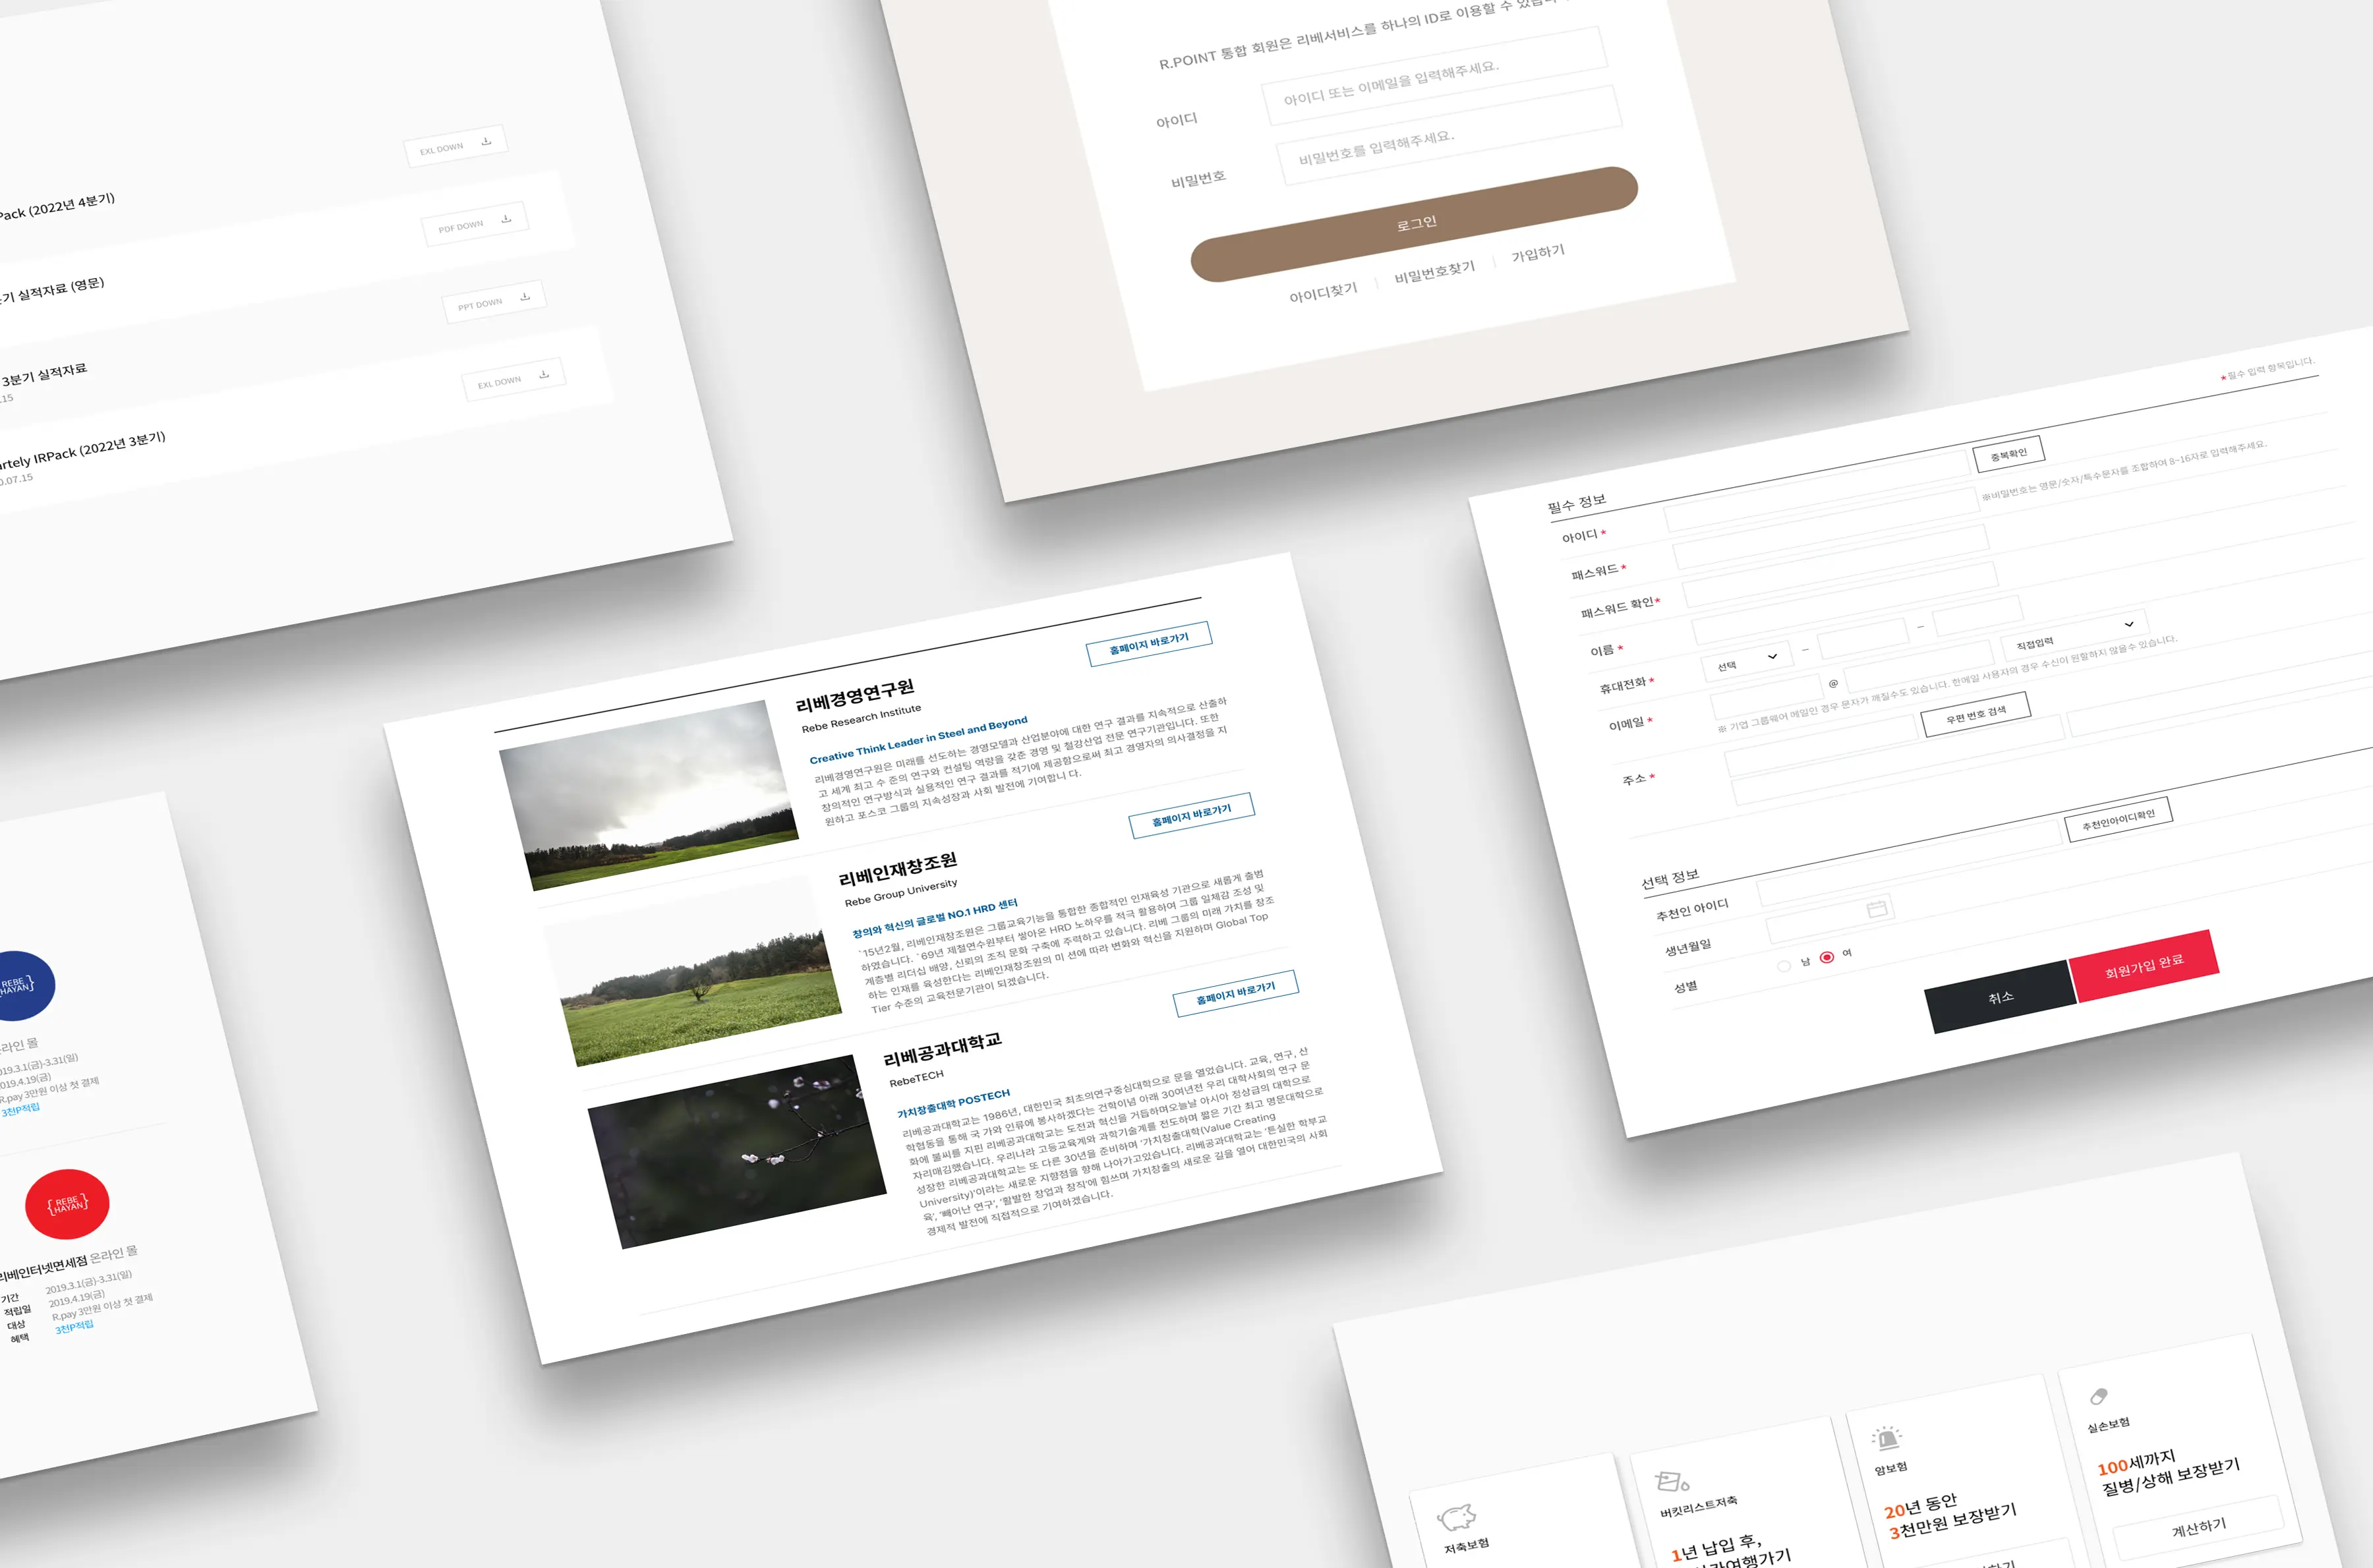 EXL DOWN
Pack (2022년 4분기)
PDF DOWN
기 실적자료 (영문)
PPT DOWN
3분기 실적자료
.15
EXL DOWN
rtely IRPack (2022년 3분기)
0.07.15
R.POINT 통합 회원은 리베서비스를 하나의 ID로 이용할 수 있습니
아이디
아이디 또는 이메일을 입력해주세요.
비밀번호
비밀번호를 입력해주세요.
로그인
아이디찾기
비밀번호찾기
가입하기
*필수 입력 항목입니다.
필수 정보
아이디 *
중복확인
패스워드 *
※비밀번호는 영문/숫자/특수문자를 조합하여 8~16자로 입력해주세요.
패스워드 확인*
이름 *
휴대전화 *
선택
–
–
이메일 *
@
직접입력
※ 기업 그룹웨어 메일인 경우 문자가 깨질수도 있습니다. 한메일 사용자의 경우 수신이 원할하지 않을수 있습니다.
주소 *
우편 번호 검색
선택 정보
추천인 아이디
추천인아이디확인
생년월일
성별
남
여
취소
회원가입 완료
홈페이지 바로가기
리베경영연구원
Rebe Research Institute
Creative Think Leader in Steel and Beyond
리베경영연구원은 미래를 선도하는 경영모델과 산업분야에 대한 연구 결과를 지속적으로 산출하
고 세계 최고 수 준의 연구와 컨설팅 역량을 갖춘 경영 및 철강산업 전문 연구기관입니다. 또한
창의적인 연구방식과 실용적인 연구 결과를 적기에 제공함으로써 최고 경영자의 의사결정을 지
원하고 포스코 그룹의 지속성장과 사회 발전에 기여합니 다.
홈페이지 바로가기
리베인재창조원
Rebe Group University
창의와 혁신의 글로벌 NO.1 HRD 센터
`15년2월, 리베인재창조원은 그룹교육기능을 통합한 종합적인 인재육성 기관으로 새롭게 출범
하였습니다. `69년 제철연수원부터 쌓아온 HRD 노하우를 적극 활용하여 그룹 일체감 조성 및
계층별 리더십 배양, 신뢰의 조직 문화 구축에 주력하고 있습니다. 리베 그룹의 미래 가치를 창조
하는 인재를 육성한다는 리베인재창조원의 미 션에 따라 변화와 혁신을 지원하며 Global Top
Tier 수준의 교육전문기관이 되겠습니다.
홈페이지 바로가기
리베공과대학교
RebeTECH
가치창출대학 POSTECH
리베공과대학교는 1986년, 대한민국 최초의연구중심대학으로 문을 열었습니다. 교육, 연구, 산
학협동을 통해 국 가와 인류에 봉사하겠다는 건학이념 아래 30여년전 우리 대학사회의 연구 문
화에 불씨를 지핀 리베공과대학교는 도전과 혁신을 거듭하며오늘날 아시아 정상급의 대학으로
자리매김했습니다. 우리나라 고등교육계와 과학기술계를 선도하며 짧은 기간 최고 명문대학으로
성장한 리베공과대학교는 또 다른 30년을 준비하며 '가치창출대학(Value Creating
University)'이라는 새로운 지향점을 향해 나아가고있습니다. 리베공과대학교는 '튼실한 학부교
육', '빼어난 연구', '활발한 창업과 창직'에 힘쓰며 가치창출의 새로운 길을 열어 대한민국의 사회
경제적 발전에 직접적으로 기여하겠습니다.
REBE
HAYAN}
온라인 몰
019.3.1(금)-3.31(일)
2019.4.19(금)
R.pay 3만원 이상 첫 결제
3천P적립
{REBE
HAYAN}
리베인터넷면세점 온라인 몰
기간 2019.3.1(금)-3.31(일)
적립일 2019.4.19(금)
대상 R.pay 3만원 이상 첫 결제
혜택 3천P적립
저축보험
버킷리스트저축
1년 납입 후,
암보험
20년 동안
3천만원 보장받기
실손보험
100세까지
질병/상해 보장받기
계산하기